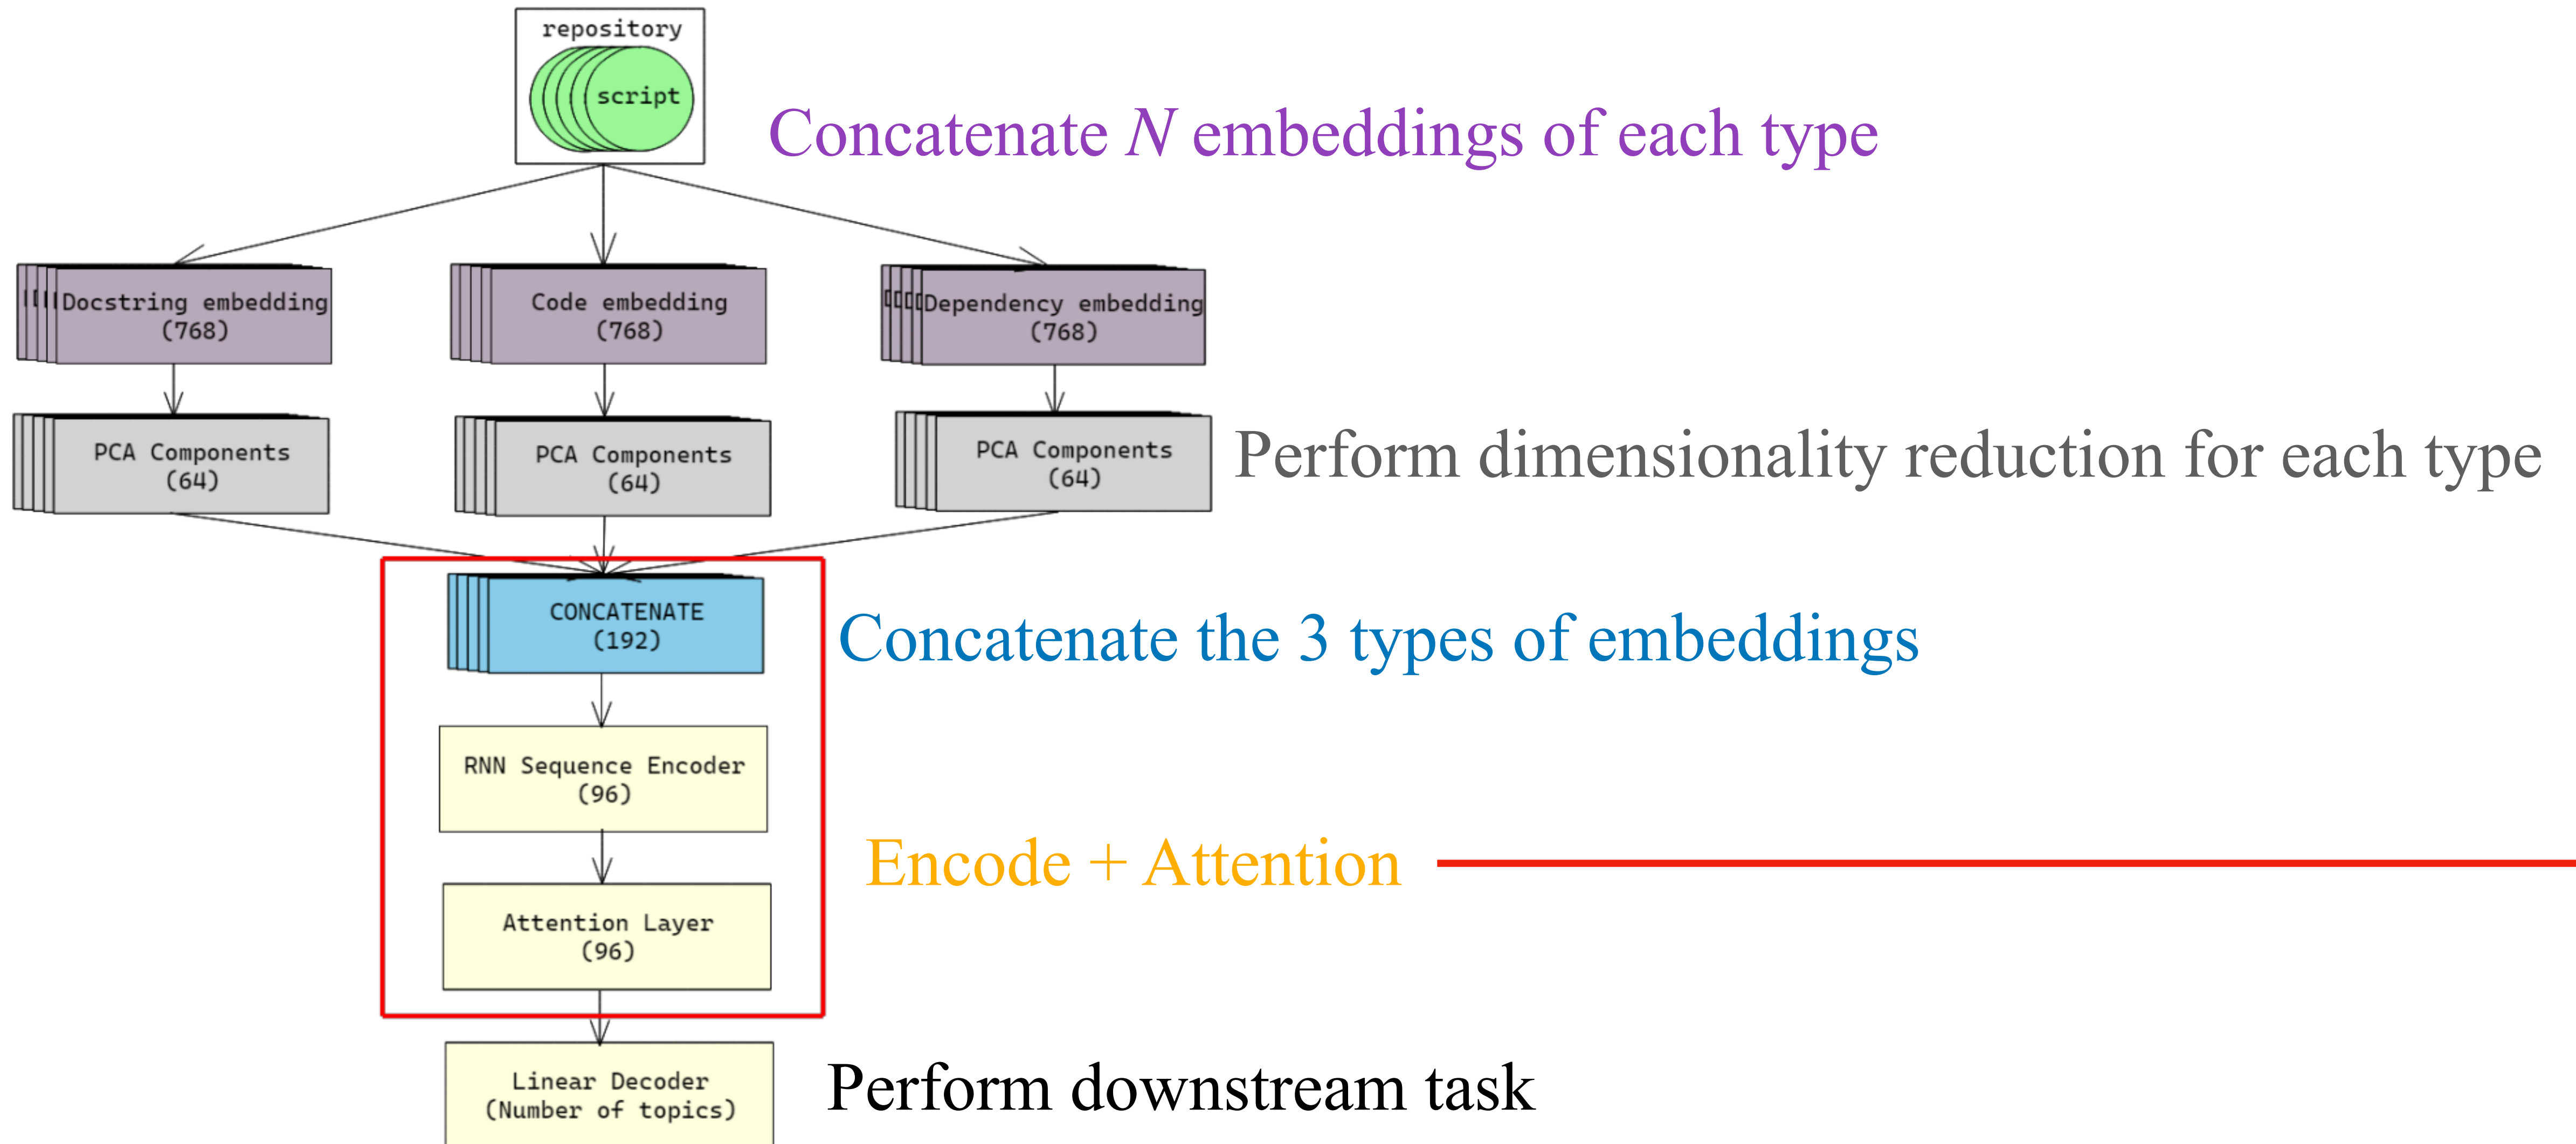 repository
script
Concatenate N embeddings of each type
Docstring embedding
(768)
Code embedding
(768)
Dependency embedding
(768)
PCA Components
(64)
PCA Components
(64)
PCA Components
(64)
Perform dimensionality reduction for each type
CONCATENATE
(192)
Concatenate the 3 types of embeddings
RNN Sequence Encoder
(96)
Encode + Attention
Attention Layer
(96)
Linear Decoder
(Number of topics)
Perform downstream task